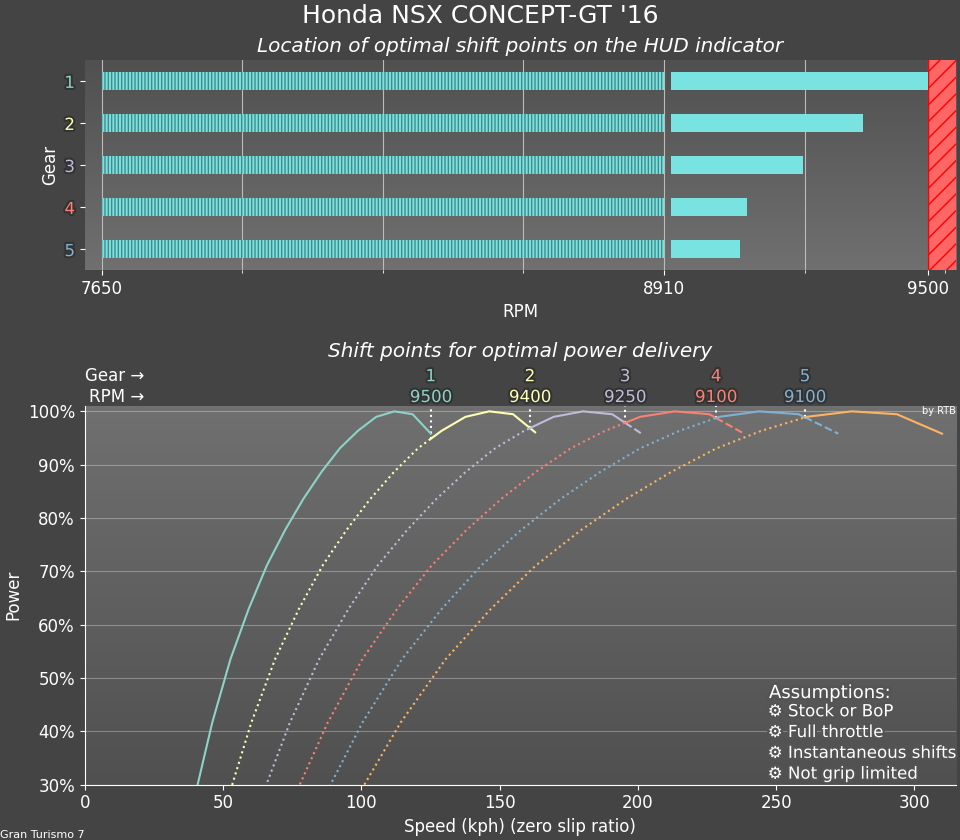 Honda NSX CONCEPT-GT '16
Location of optimal shift points on the HUD indicator
Gear
1
2
3
4
5
7650 8910 9500
RPM
Shift points for optimal power delivery
Gear → 1 2 3 4 5
RPM → 9500 9400 9250 9100 9100
by RTB
Power
100%
90%
80%
70%
60%
50%
40%
30%
Assumptions:
⚙ Stock or BoP
⚙ Full throttle
⚙ Instantaneous shifts
⚙ Not grip limited
0 50 100 150 200 250 300
Speed (kph) (zero slip ratio)
Gran Turismo 7